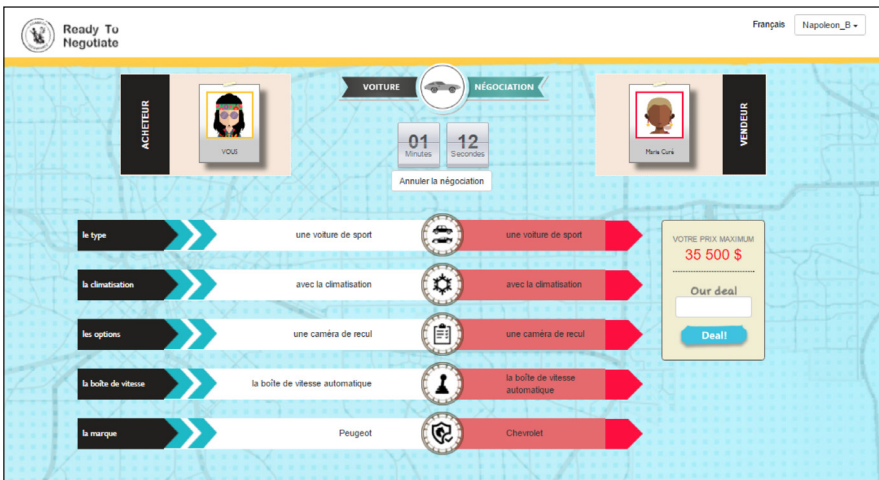 Ready To
Negotiate
Français
Napoleon_B
VOITURE
NÉGOCIATION
ACHETEUR
VOUS
01
Minutes
12
Secondes
Annuler la négociation
Marie Curé
VENDEUR
le type
une voiture de sport
une voiture de sport
la climatisation
avec la climatisation
avec la climatisation
les options
une caméra de recul
une caméra de recul
la boîte de vitesse
la boîte de vitesse automatique
la boîte de vitesse
automatique
la marque
Peugeot
Chevrolet
VOTRE PRIX MAXIMUM
35 500 $
Our deal
Deal!